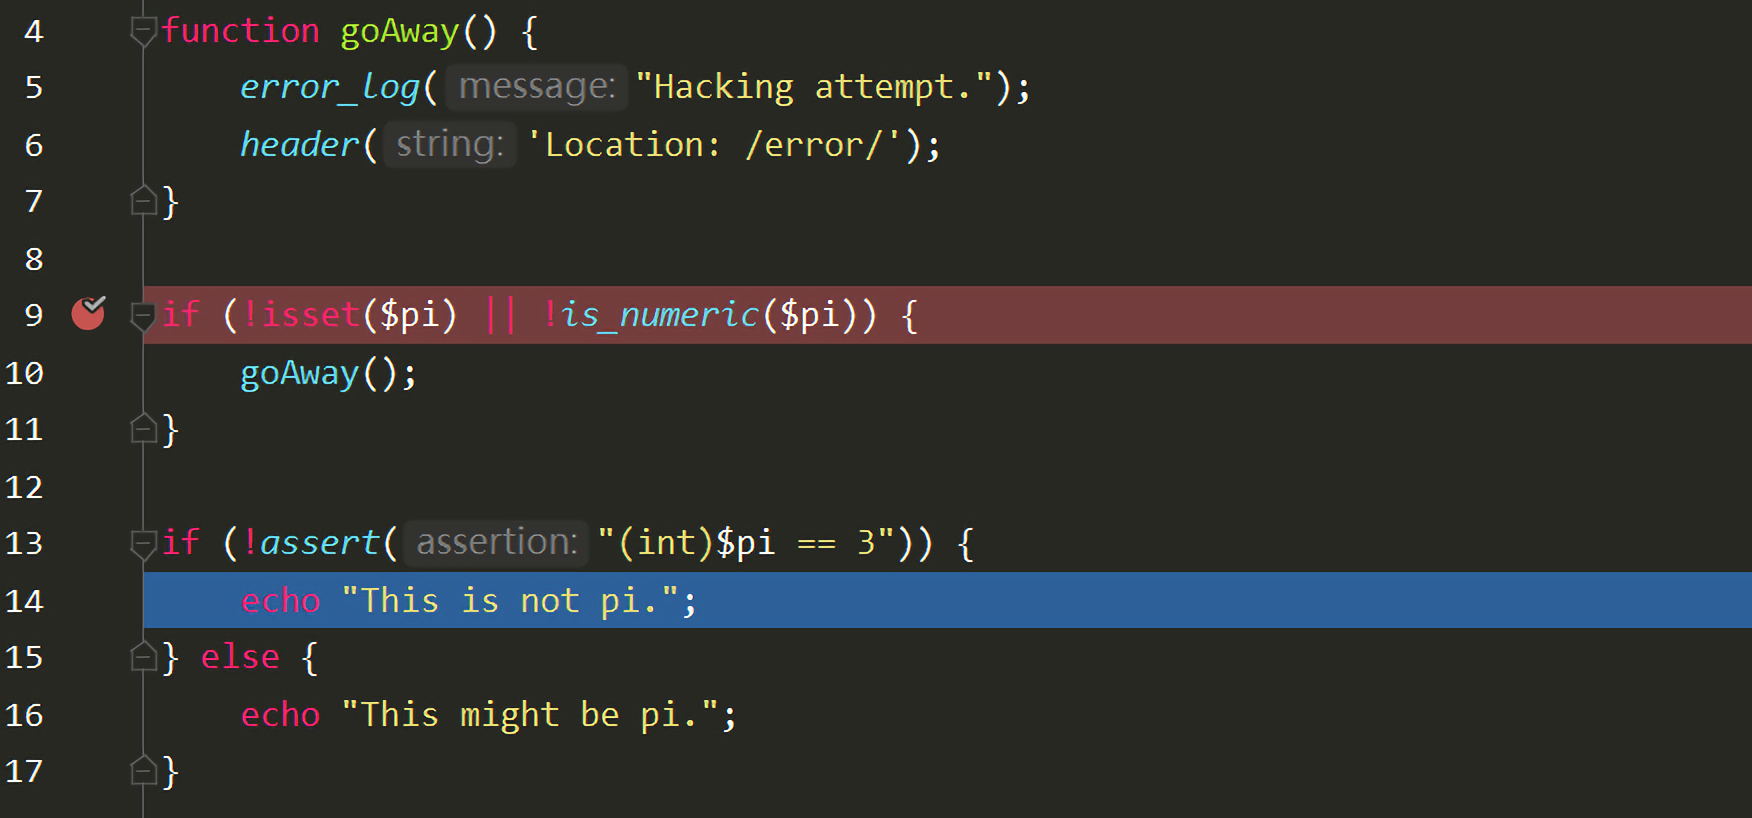 4 function goAway() {
5 error_log( message: "Hacking attempt.");
6 header( string: 'Location: /error/');
7 }
8
9 if (!isset($pi) || !is_numeric($pi)) {
10 goAway();
11 }
12
13 if (!assert( assertion: "(int)$pi == 3")) {
14 echo "This is not pi.";
15 } else {
16 echo "This might be pi.";
17 }